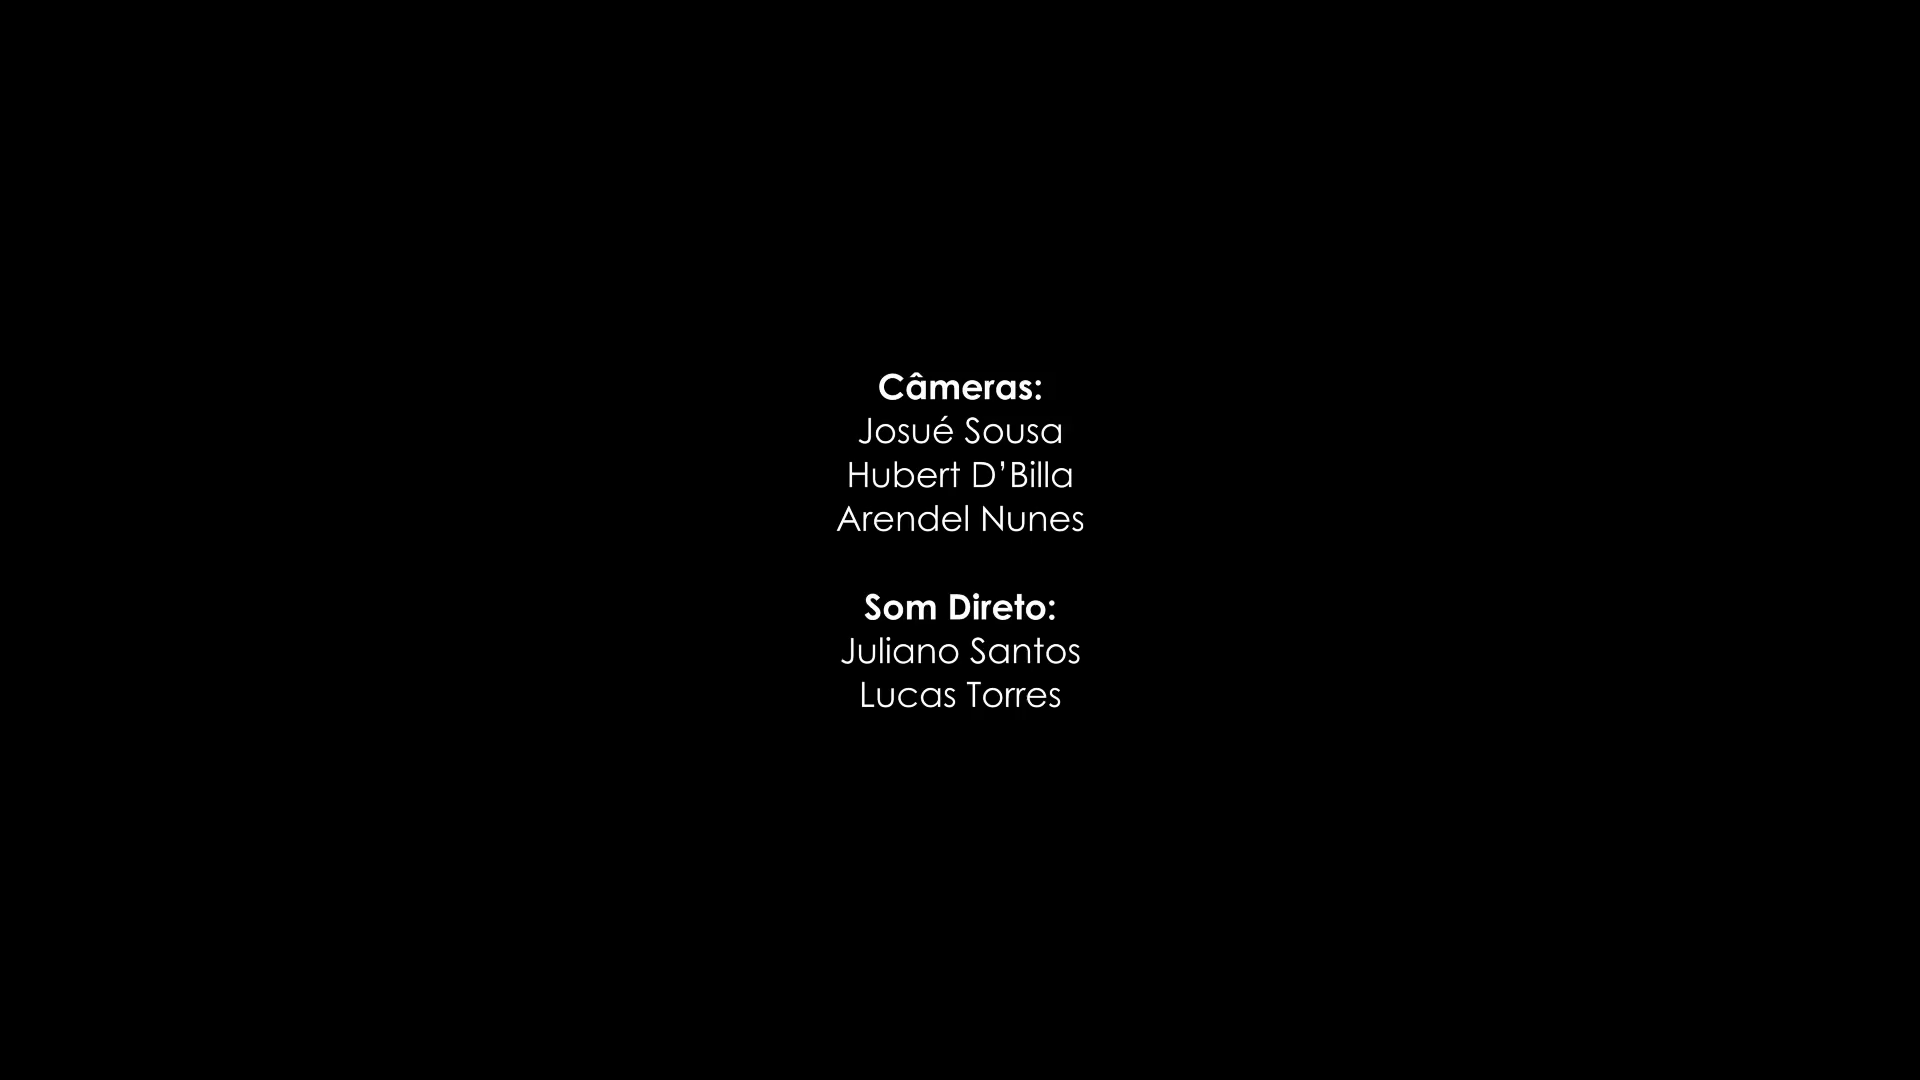 Câmeras:
Josué Sousa
Hubert D’Billa
Arendel Nunes
Som Direto:
Juliano Santos
Lucas Torres